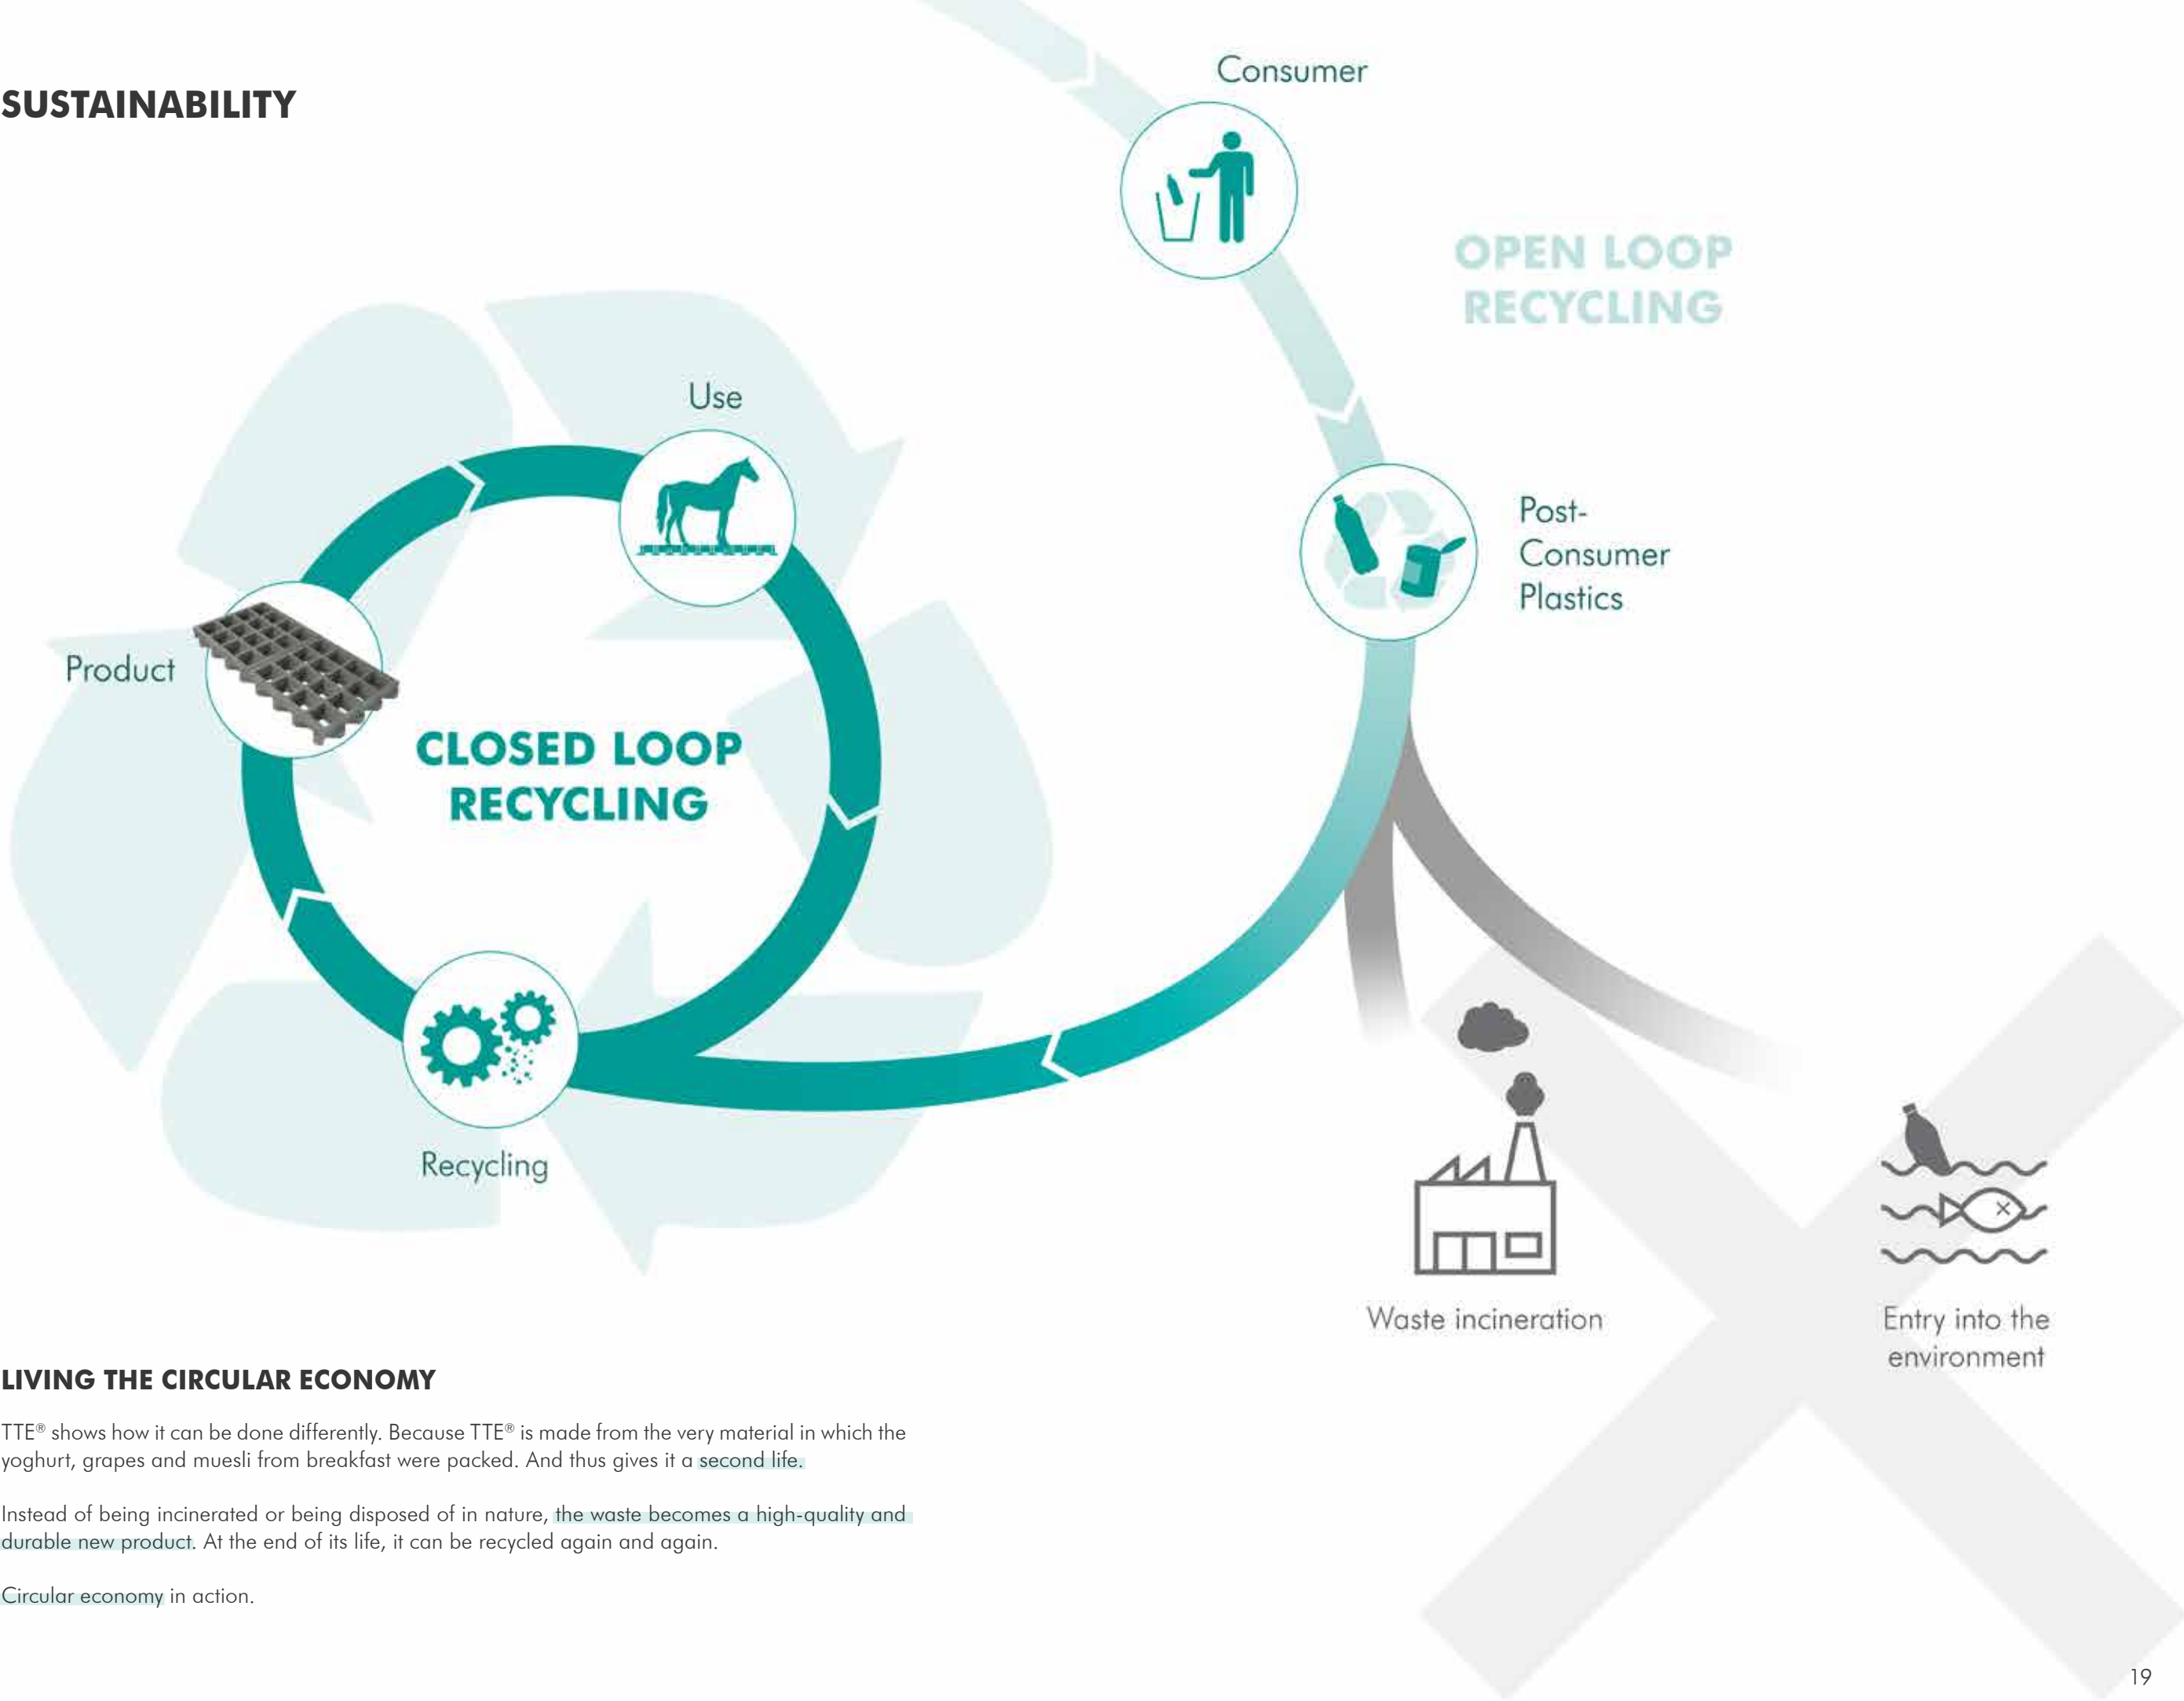 SUSTAINABILITY
Consumer
OPEN LOOP
RECYCLING
Use
Post-
Consumer
Plastics
Product
CLOSED LOOP
RECYCLING
Recycling
Waste incineration
Entry into the
environment
LIVING THE CIRCULAR ECONOMY
TTE® shows how it can be done differently. Because TTE® is made from the very material in which the
yoghurt, grapes and muesli from breakfast were packed. And thus gives it a second life.
Instead of being incinerated or being disposed of in nature, the waste becomes a high-quality and
durable new product. At the end of its life, it can be recycled again and again.
Circular economy in action.
19